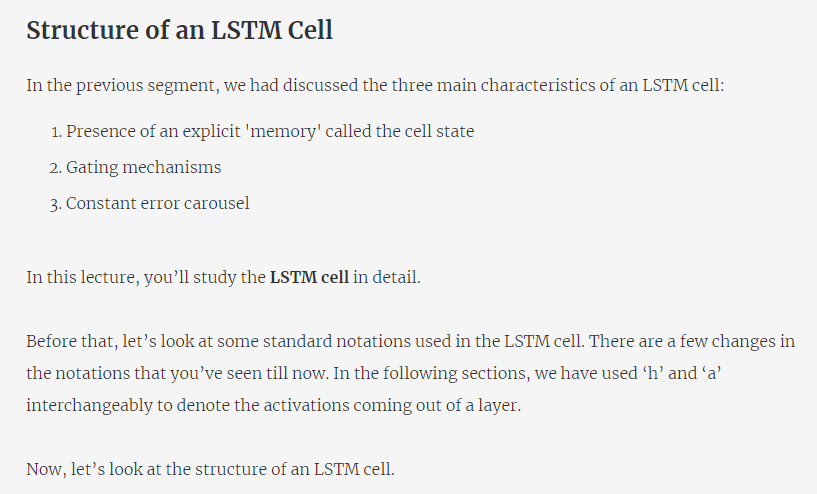 Structure of an LSTM Cell
In the previous segment, we had discussed the three main characteristics of an LSTM cell:
1. Presence of an explicit 'memory' called the cell state
2. Gating mechanisms
3. Constant error carousel
In this lecture, you’ll study the LSTM cell in detail.
Before that, let’s look at some standard notations used in the LSTM cell. There are a few changes in
the notations that you’ve seen till now. In the following sections, we have used ‘h’ and ‘a’
interchangeably to denote the activations coming out of a layer.
Now, let’s look at the structure of an LSTM cell.